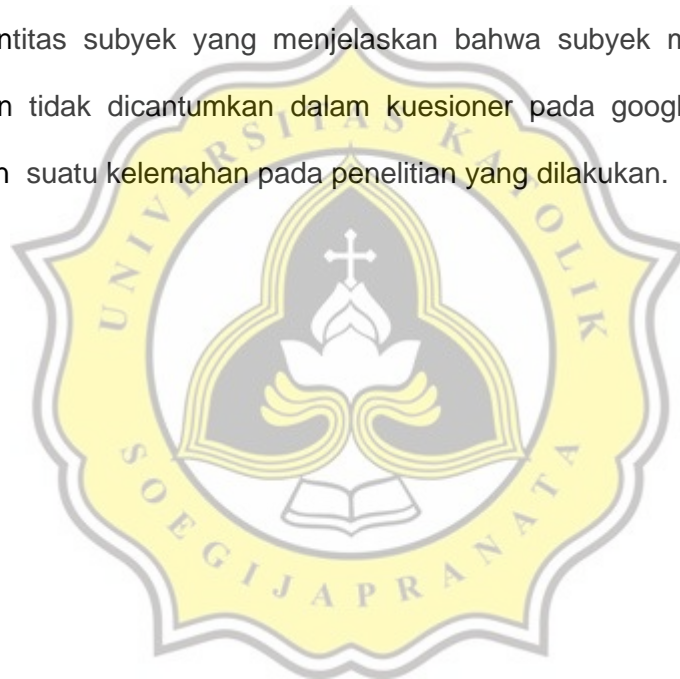 ntitas subyek yang menjelaskan bahwa subyek m
n tidak dicantumkan dalam kuesioner pada googl
n suatu kelemahan pada penelitian yang dilakukan.
UNIVERSITAS KATOLIK
SOEGIJAPRANATA